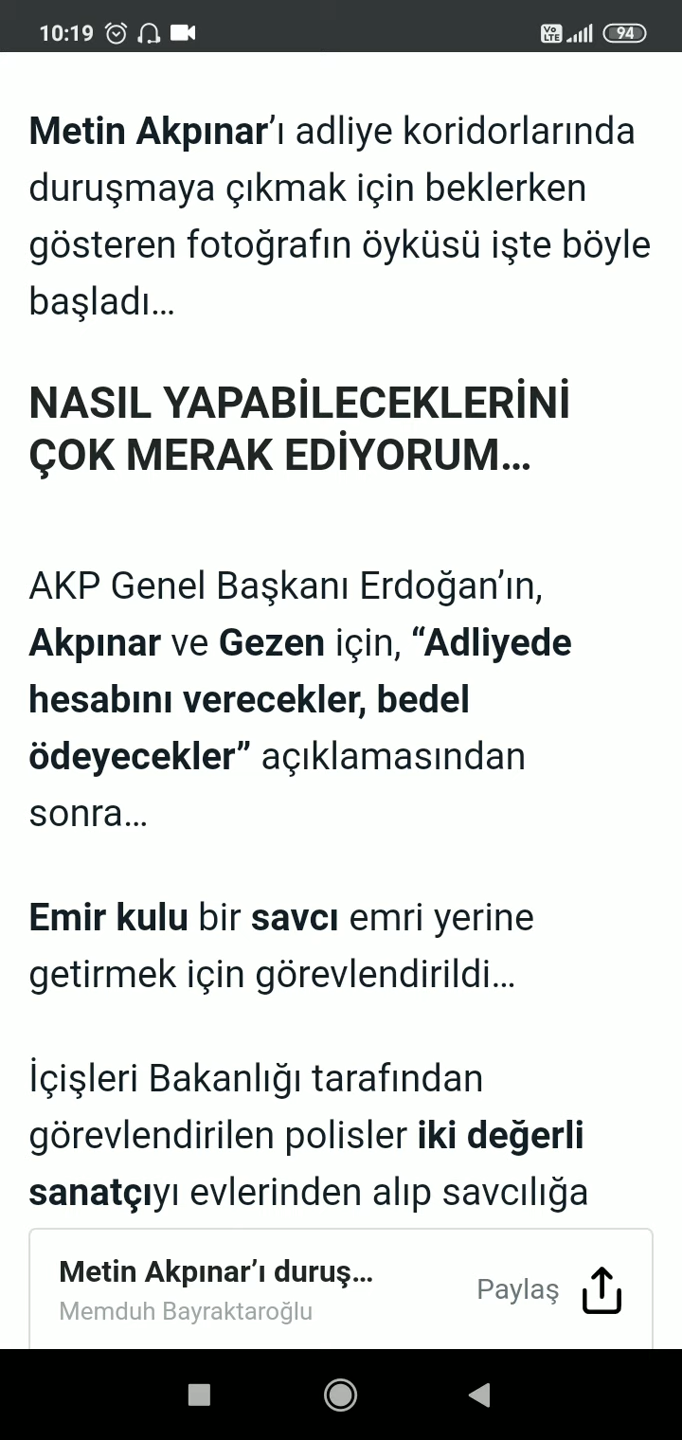 10:19
Vo LTE
94
Metin Akpınar’ı adliye koridorlarında
duruşmaya çıkmak için beklerken
gösteren fotoğrafın öyküsü işte böyle
başladı…
NASIL YAPABİLECEKLERİNİ
ÇOK MERAK EDİYORUM…
AKP Genel Başkanı Erdoğan’ın,
Akpınar ve Gezen için, “Adliyede
hesabını verecekler, bedel
ödeyecekler” açıklamasından
sonra…
Emir kulu bir savcı emri yerine
getirmek için görevlendirildi…
İçişleri Bakanlığı tarafından
görevlendirilen polisler iki değerli
sanatçıyı evlerinden alıp savcılığa
Metin Akpınar’ı duruş…
Paylaş
Memduh Bayraktaroğlu